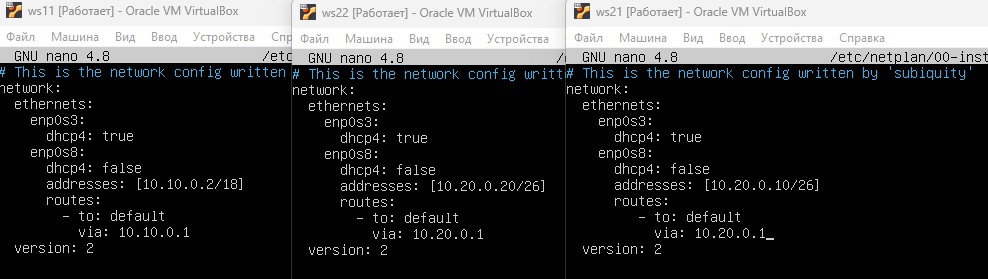 ws11 [Работает] - Oracle VM VirtualBox
Файл Машина Вид Ввод Устройства
GNU nano 4.8 /etc
# This is the network config written
network:
  ethernets:
    enp0s3:
      dhcp4: true
    enp0s8:
      dhcp4: false
      addresses: [10.10.0.2/18]
      routes:
        - to: default
          via: 10.10.0.1
  version: 2
ws22 [Работает] - Oracle VM VirtualBox
Файл Машина Вид Ввод Устройства
GNU nano 4.8 /e
# This is the network config writt
network:
  ethernets:
    enp0s3:
      dhcp4: true
    enp0s8:
      dhcp4: false
      addresses: [10.20.0.20/26]
      routes:
        - to: default
          via: 10.20.0.1
  version: 2
ws21 [Работает] - Oracle VM VirtualBox
Файл Машина Вид Ввод Устройства Справка
GNU nano 4.8 /etc/netplan/00-inst
# This is the network config written by 'subiquity'
network:
  ethernets:
    enp0s3:
      dhcp4: true
    enp0s8:
      dhcp4: false
      addresses: [10.20.0.10/26]
      routes:
        - to: default
          via: 10.20.0.1_
  version: 2